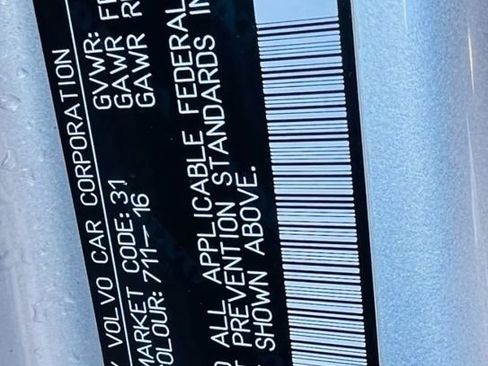 VOLVO CAR CORPORATION
GVWR:
GAWR
GAWR
MARKET CODE: 31
COLOUR: 711-- 16
ALL APPLICABLE FEDERAL
PREVENTION STANDARDS IN
SHOWN ABOVE.